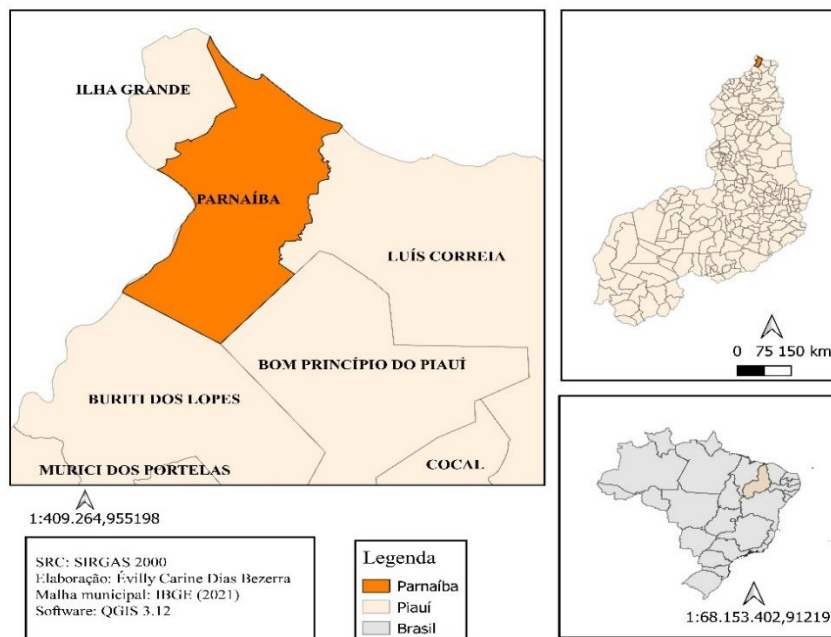 ILHA GRANDE
PARNAÍBA
LUÍS CORREIA
BOM PRINCÍPIO DO PIAUÍ
BURITI DOS LOPES
MURICI DOS PORTELAS
COCAL
1:409.264,955198
0 75 150 km
1:68.153.402,91219
SRC: SIRGAS 2000
Elaboração: Évilly Carine Dias Bezerra
Malha municipal: IBGE (2021)
Software: QGIS 3.12
Legenda
Parnaíba
Piauí
Brasil